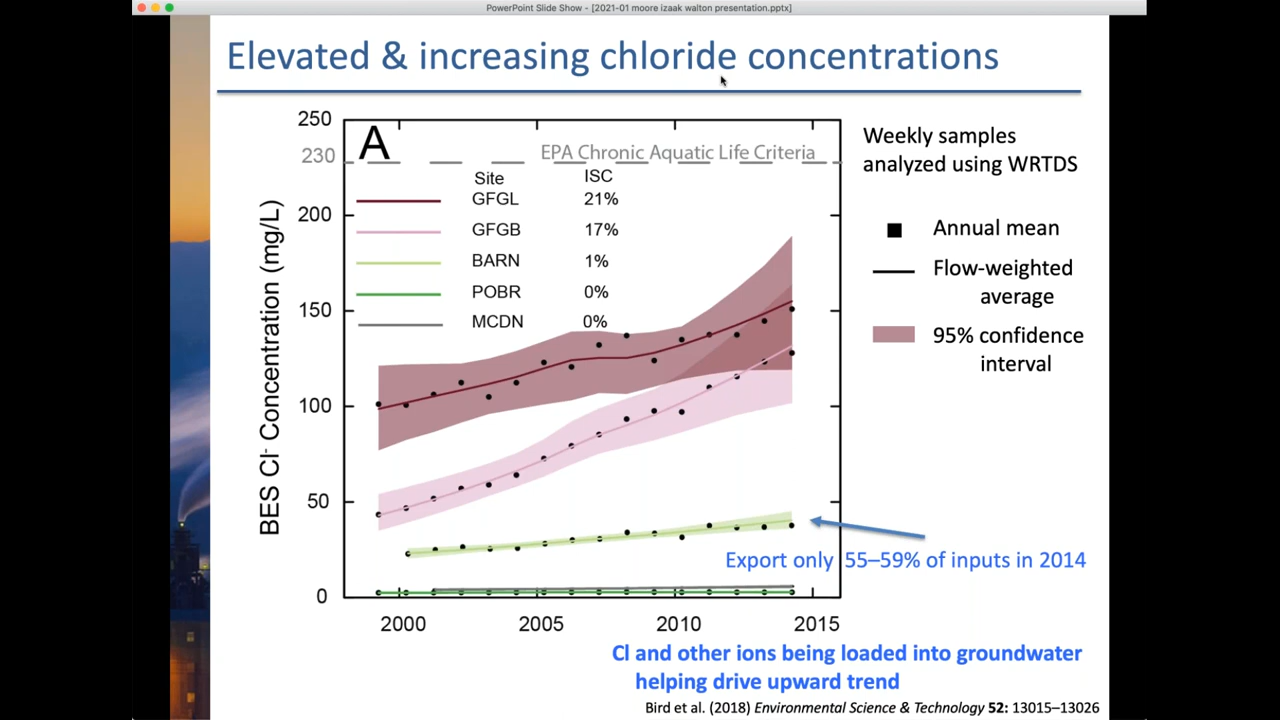 PowerPoint Slide Show - [2021-01 moore izaak walton presentation.pptx]
Elevated & increasing chloride concentrations
BES Cl⁻ Concentration (mg/L)
250
230
200
150
100
50
0
A
EPA Chronic Aquatic Life Criteria
Site ISC
GFGL 21%
GFGB 17%
BARN 1%
POBR 0%
MCDN 0%
2000 2005 2010 2015
Weekly samples
analyzed using WRTDS
Annual mean
Flow-weighted
average
95% confidence
interval
Export only 55–59% of inputs in 2014
Cl and other ions being loaded into groundwater
helping drive upward trend
Bird et al. (2018) Environmental Science & Technology 52: 13015–13026